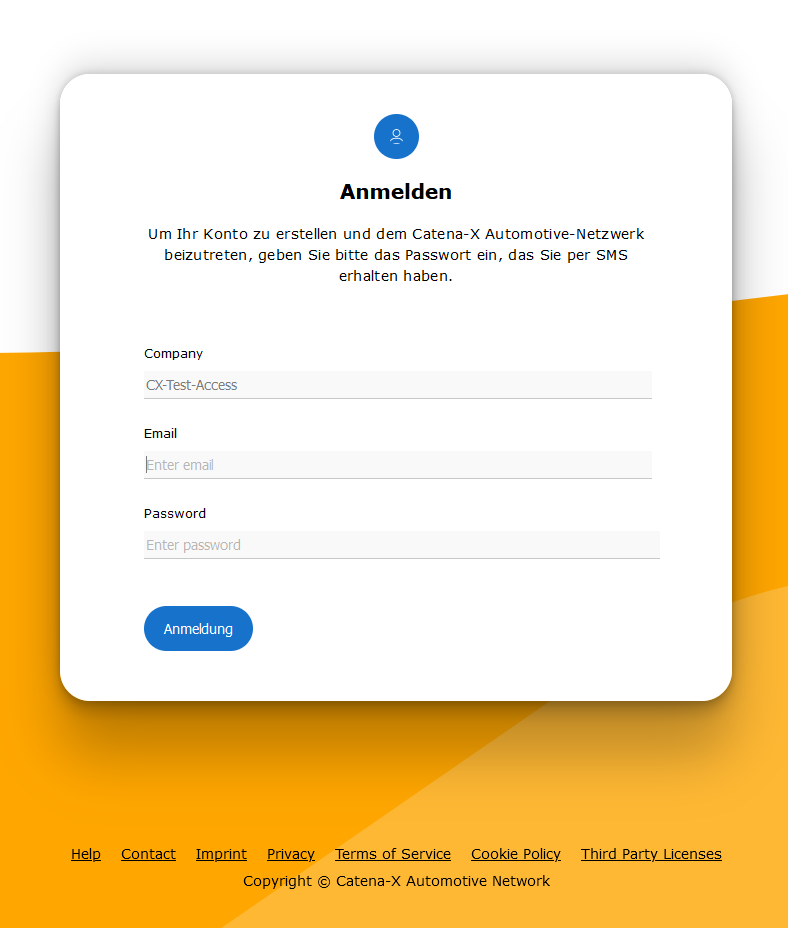 Anmelden
Um Ihr Konto zu erstellen und dem Catena-X Automotive-Netzwerk
beizutreten, geben Sie bitte das Passwort ein, das Sie per SMS
erhalten haben.
Company
CX-Test-Access
Email
Enter email
Password
Enter password
Anmeldung
Help Contact Imprint Privacy Terms of Service Cookie Policy Third Party Licenses
Copyright © Catena-X Automotive Network